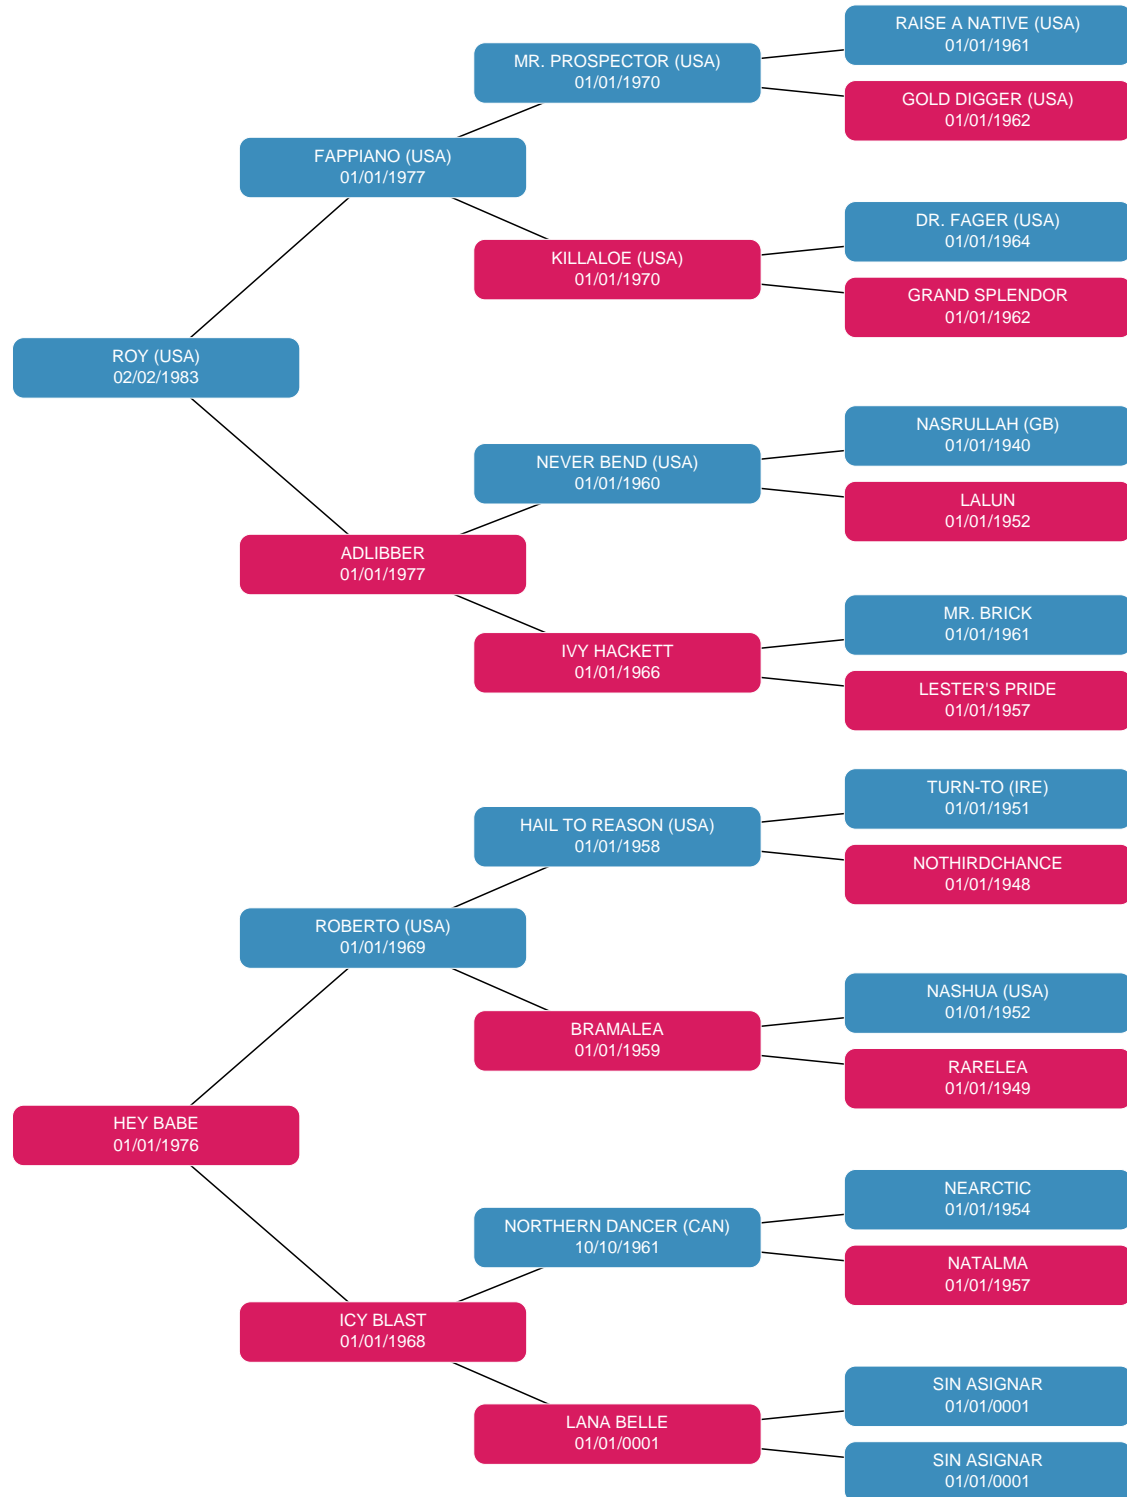 RAISE A NATIVE (USA)
01/01/1961
MR. PROSPECTOR (USA)
01/01/1970
GOLD DIGGER (USA)
01/01/1962
FAPPIANO (USA)
01/01/1977
DR. FAGER (USA)
01/01/1964
KILLALOE (USA)
01/01/1970
GRAND SPLENDOR
01/01/1962
ROY (USA)
02/02/1983
NASRULLAH (GB)
01/01/1940
NEVER BEND (USA)
01/01/1960
LALUN
01/01/1952
ADLIBBER
01/01/1977
MR. BRICK
01/01/1961
IVY HACKETT
01/01/1966
LESTER'S PRIDE
01/01/1957
TURN-TO (IRE)
01/01/1951
HAIL TO REASON (USA)
01/01/1958
NOTHIRDCHANCE
01/01/1948
ROBERTO (USA)
01/01/1969
NASHUA (USA)
01/01/1952
BRAMALEA
01/01/1959
RARELEA
01/01/1949
HEY BABE
01/01/1976
NEARCTIC
01/01/1954
NORTHERN DANCER (CAN)
10/10/1961
NATALMA
01/01/1957
ICY BLAST
01/01/1968
SIN ASIGNAR
01/01/0001
LANA BELLE
01/01/0001
SIN ASIGNAR
01/01/0001